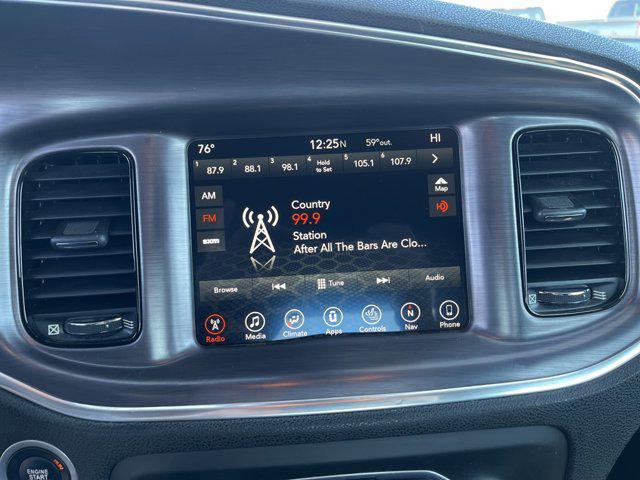 76° 12:25N 59°out. HI
1 87.9 2 88.1 3 98.1 4 Hold to Set 5 105.1 6 107.9
AM
FM
sxm
Country
99.9
Station
After All The Bars Are Clo...
Map
Browse Tune Audio
Radio Media Climate Apps Controls Nav Phone
ENGINE
START